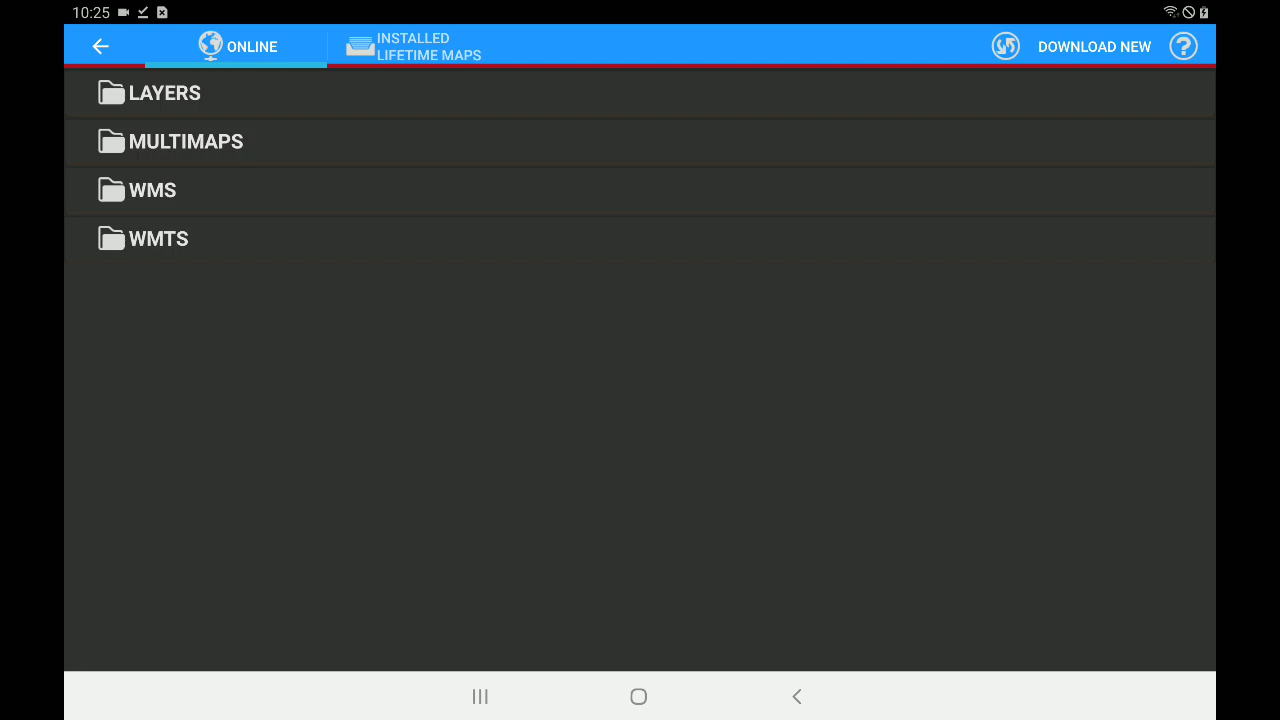 10:25
ONLINE
INSTALLED
LIFETIME MAPS
DOWNLOAD NEW
?
LAYERS
MULTIMAPS
WMS
WMTS